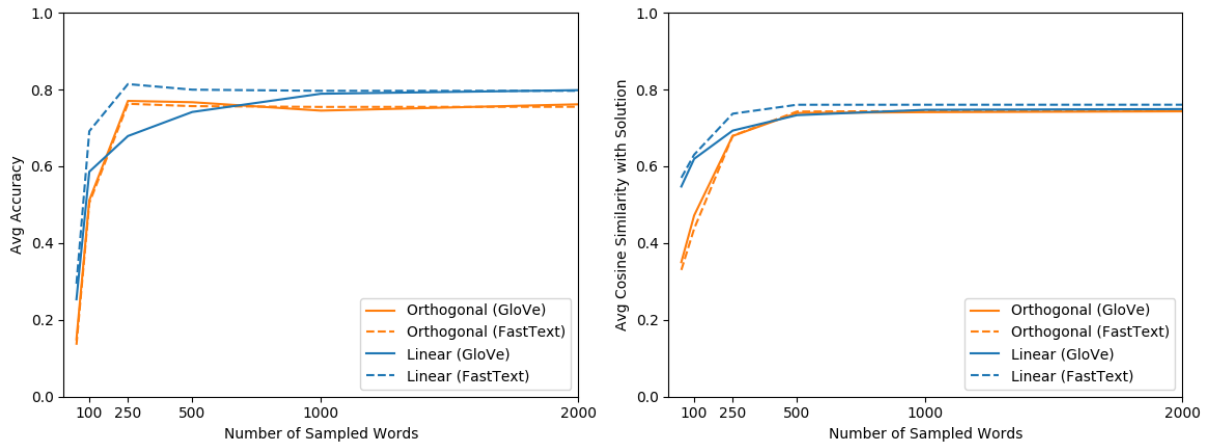 1.0
0.8
0.6
0.4
0.2
0.0
Avg Accuracy
100 250 500 1000 2000
Number of Sampled Words
Orthogonal (GloVe)
Orthogonal (FastText)
Linear (GloVe)
Linear (FastText)
1.0
0.8
0.6
0.4
0.2
0.0
Avg Cosine Similarity with Solution
100 250 500 1000 2000
Number of Sampled Words
Orthogonal (GloVe)
Orthogonal (FastText)
Linear (GloVe)
Linear (FastText)